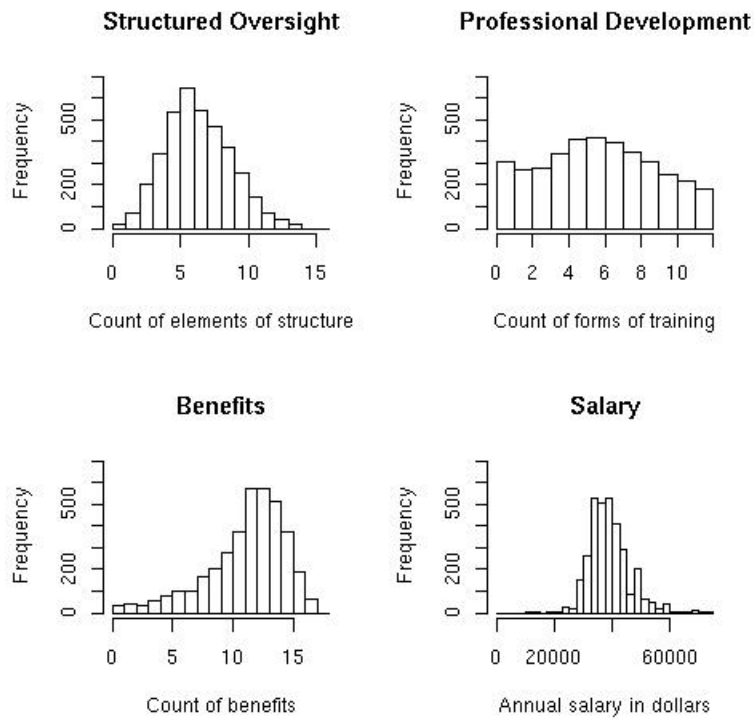 Structured Oversight
Frequency
0 200 500
0 5 10 15
Count of elements of structure
Professional Development
Frequency
0 200 500
0 2 4 6 8 10
Count of forms of training
Benefits
Frequency
0 200 500
0 5 10 15
Count of benefits
Salary
Frequency
0 200 500
0 20000 60000
Annual salary in dollars